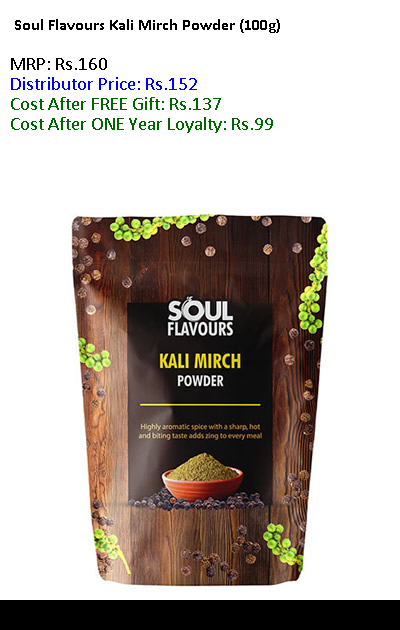 Soul Flavours Kali Mirch Powder (100g)
MRP: Rs.160
Distributor Price: Rs.152
Cost After FREE Gift: Rs.137
Cost After ONE Year Loyalty: Rs.99
SOUL
FLAVOURS
KALI MIRCH
POWDER
Highly aromatic spice with a sharp, hot
and biting taste adds zing to every meal